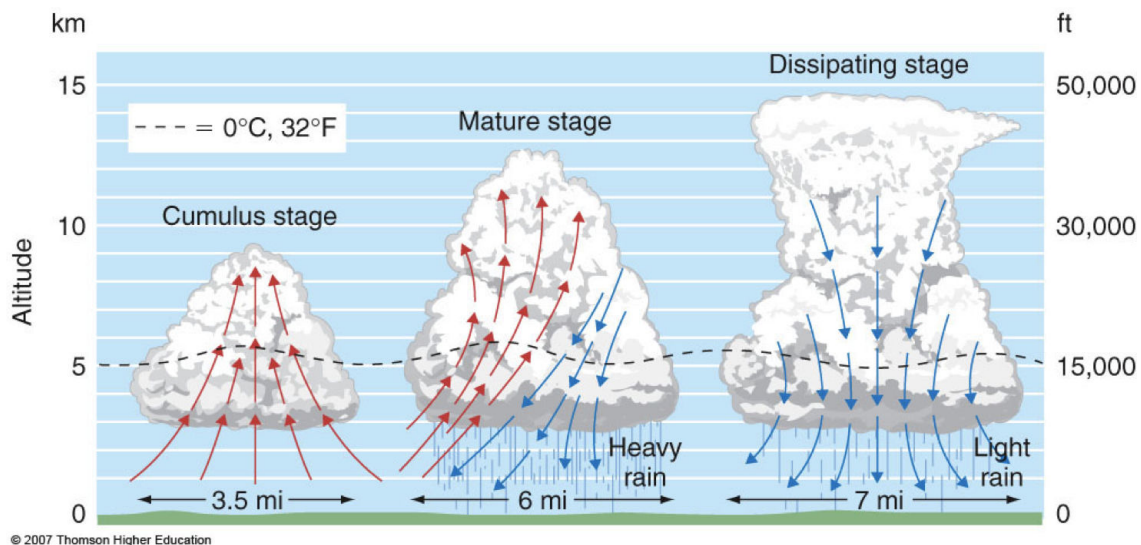 km
ft
Dissipating stage
15
50,000
- - - - = 0°C, 32°F
Mature stage
Cumulus stage
10
30,000
Altitude
5
15,000
Heavy
rain
Light
rain
3.5 mi
6 mi
7 mi
0
0
© 2007 Thomson Higher Education